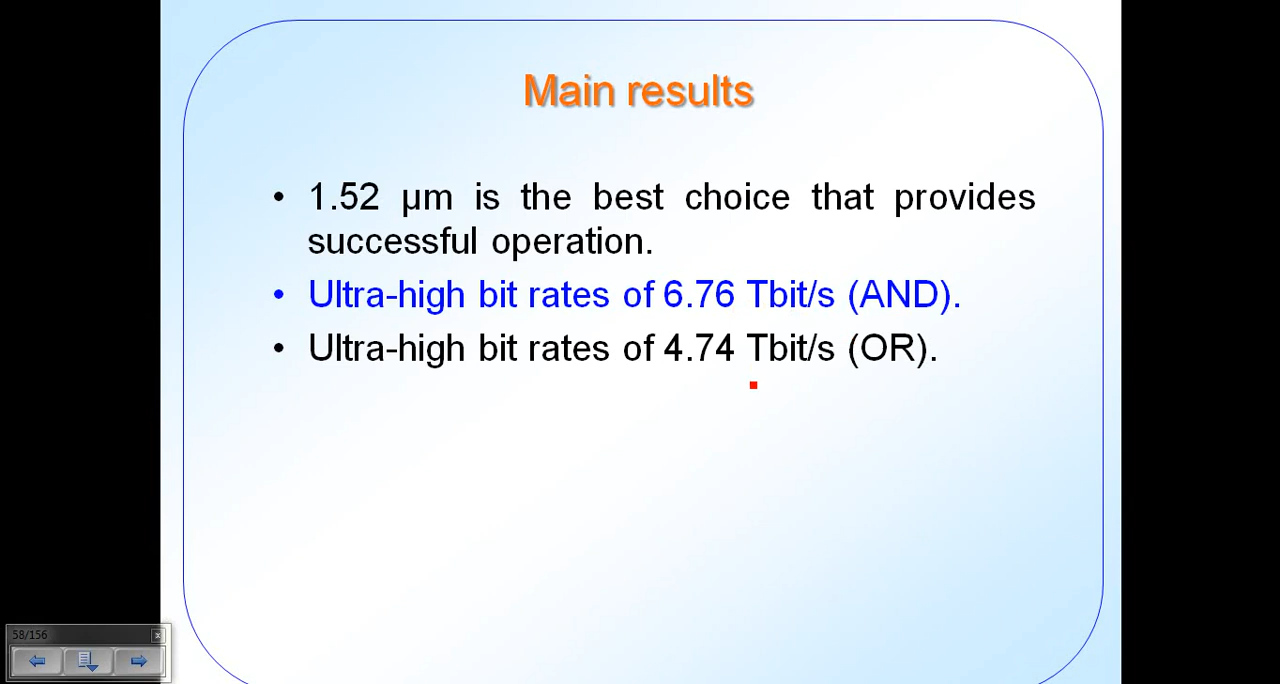 Main results
• 1.52 µm is the best choice that provides
successful operation.
• Ultra-high bit rates of 6.76 Tbit/s (AND).
• Ultra-high bit rates of 4.74 Tbit/s (OR).
58/156